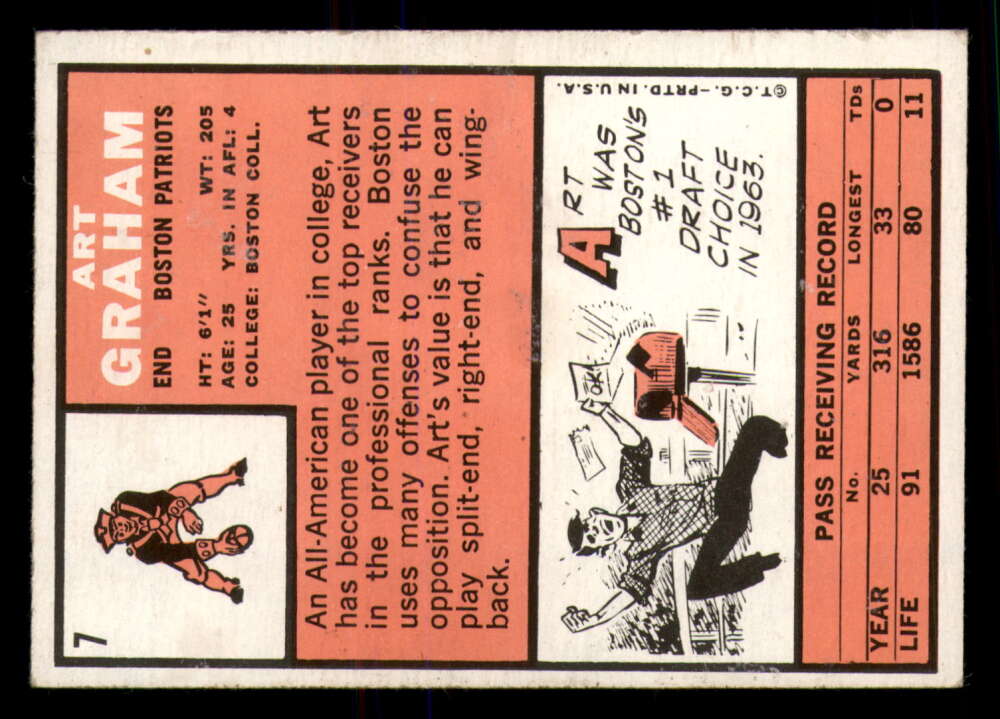 7
ART
GRAHAM
END BOSTON PATRIOTS
HT: 6'1" WT: 205
AGE: 25 YRS. IN AFL: 4
COLLEGE: BOSTON COLL.
An All-American player in college, Art
has become one of the top receivers
in the professional ranks. Boston
uses many offenses to confuse the
opposition. Art's value is that he can
play split-end, right-end, and wing-
back.
OK
ART
WAS
BOSTON'S
#1
DRAFT
CHOICE
IN 1963.
©T.C.G.-PRTD. IN U.S.A.
PASS RECEIVING RECORD
No. YARDS LONGEST TDs
YEAR 25 316 33 0
LIFE 91 1586 80 11